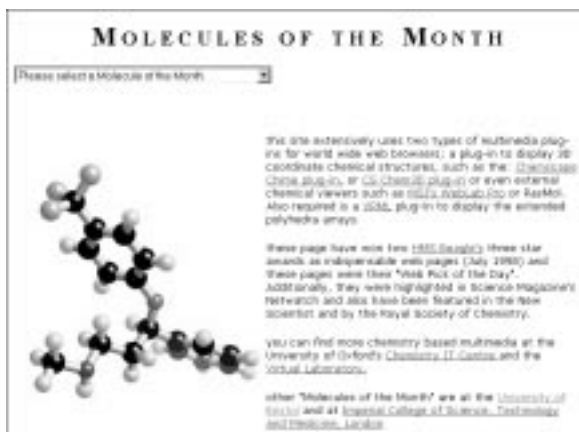 MOLECULES OF THE MONTH
Please select a Molecule of the Month
this site extensively uses two types of multimedia plug-
ins for world wide web browsers; a plug-in to display 3D
coordinate chemical structures, such as the: Chemscape
Chime plug-in, or CS Chem3D plug-in or even external
chemical viewers such as MSI's WebLab Pro or RasMol.
Also required is a VRML plug-in to display the extended
polyhedra arrays.
these page have won two HMS Beagle's three star
awards as indispensable web pages (July 1998) and
these pages were their "Web Pick of the Day".
Additionally, they were highlighted in Science Magazine's
Netwatch and also have been featured in the New
Scientist and by the Royal Society of Chemistry.
you can find more chemistry based multimedia at the
University of Oxford's Chemistry IT Centre and the
Virtual Laboratory.
other "Molecules of the Month" are at the University of
Bristol and at Imperial College of Science, Technology
and Medicine, London